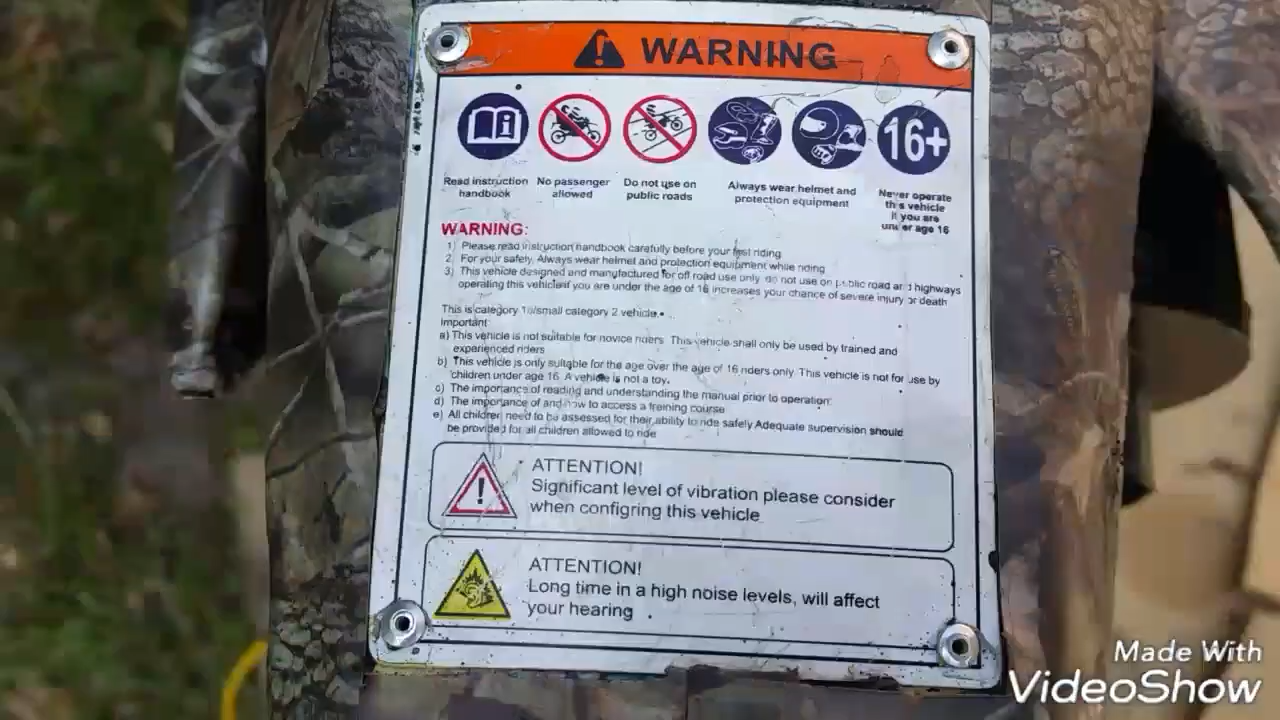 WARNING
16+
Read instruction
handbook
No passenger
allowed
Do not use on
public roads
Always wear helmet and
protection equipment
Never operate
this vehicle
if you are
under age 16
WARNING:
1) Please read instruction handbook carefully before your first riding
2) For your safety, Always wear helmet and protection equipment while riding
3) This vehicle designed and manufactured for off road use only, do not use on public road and highways
operating this vehicle if you are under the age of 16 increases your chance of severe injury or death
This is category 1b/small category 2 vehicle.
Important
a) This vehicle is not suitable for novice riders. This vehicle shall only be used by trained and
experienced riders
b) This vehicle is only suitable for the age over the age of 16 riders only. This vehicle is not for use by
children under age 16. A vehicle is not a toy.
c) The importance of reading and understanding the manual prior to operation:
d) The importance of and how to access a training course
e) All children need to be assessed for their ability to ride safely Adequate supervision should
be provided for all children allowed to ride
ATTENTION!
Significant level of vibration please consider
when configring this vehicle
ATTENTION!
Long time in a high noise levels, will affect
your hearing
Made With
VideoShow